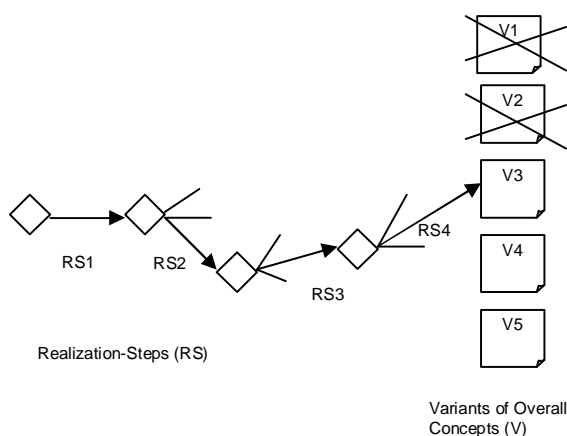 V1
V2
V3
RS4
V4
RS1
RS2
RS3
V5
Realization-Steps (RS)
Variants of Overall
Concepts (V)